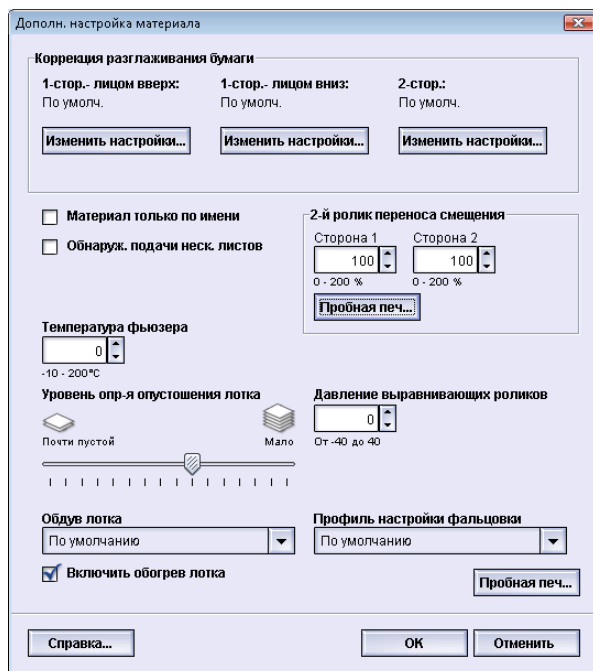 Дополн. настройка материала
Коррекция разглаживания бумаги
1-стор.- лицом вверх: 1-стор.- лицом вниз: 2-стор.:
По умолч. По умолч. По умолч.
Изменить настройки... Изменить настройки... Изменить настройки...
Материал только по имени
Обнаруж. подачи неск. листов
2-й ролик переноса смещения
Сторона 1 Сторона 2
100 100
0 - 200 % 0 - 200 %
Пробная печ...
Температура фьюзера
0
-10 - 200°C
Уровень опр-я опустошения лотка
Почти пустой Мало
Давление выравнивающих роликов
0
От -40 до 40
Обдув лотка
По умолчанию
Профиль настройки фальцовки
По умолчанию
Включить обогрев лотка
Пробная печ...
Справка... OK Отменить